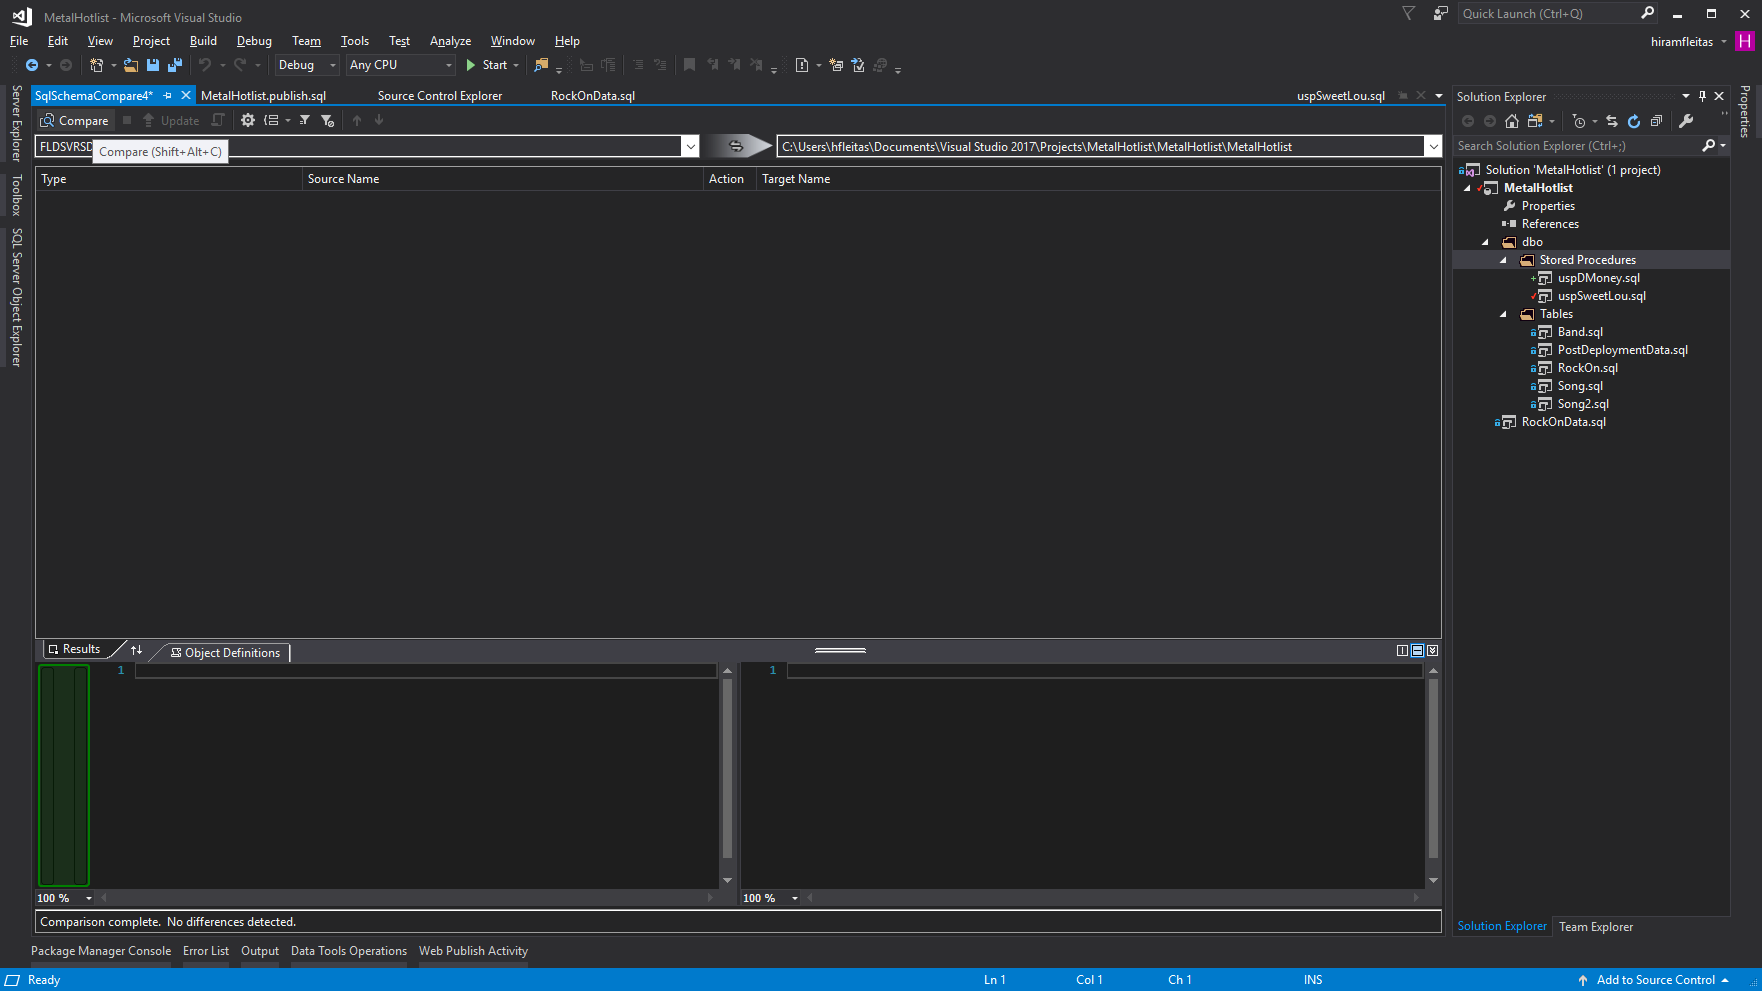 MetalHotlist - Microsoft Visual Studio
Quick Launch (Ctrl+Q)
File Edit View Project Build Debug Team Tools Test Analyze Window Help
hiramfleitas H
Debug Any CPU Start
SqlSchemaCompare4* MetalHotlist.publish.sql Source Control Explorer RockOnData.sql uspSweetLou.sql
Compare Update
FLDSVRSD
Compare (Shift+Alt+C)
C:\Users\hfleitas\Documents\Visual Studio 2017\Projects\MetalHotlist\MetalHotlist\MetalHotlist
Type Source Name Action Target Name
Server Explorer
Toolbox
SQL Server Object Explorer
Results Object Definitions
1 1
100 % 100 %
Comparison complete. No differences detected.
Solution Explorer
Search Solution Explorer (Ctrl+;)
Solution 'MetalHotlist' (1 project)
MetalHotlist
Properties
References
dbo
Stored Procedures
uspDMoney.sql
uspSweetLou.sql
Tables
Band.sql
PostDeploymentData.sql
RockOn.sql
Song.sql
Song2.sql
RockOnData.sql
Properties
Solution Explorer Team Explorer
Package Manager Console Error List Output Data Tools Operations Web Publish Activity
Ready Ln 1 Col 1 Ch 1 INS Add to Source Control